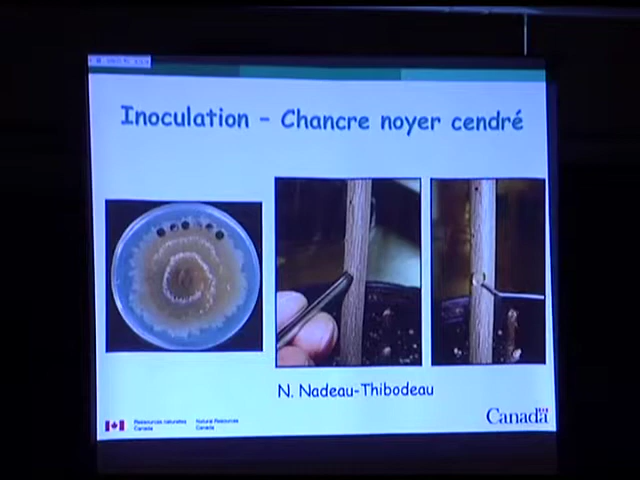 Inoculation – Chancre noyer cendré
N. Nadeau-Thibodeau
Ressources naturelles Canada
Natural Resources Canada
Canada